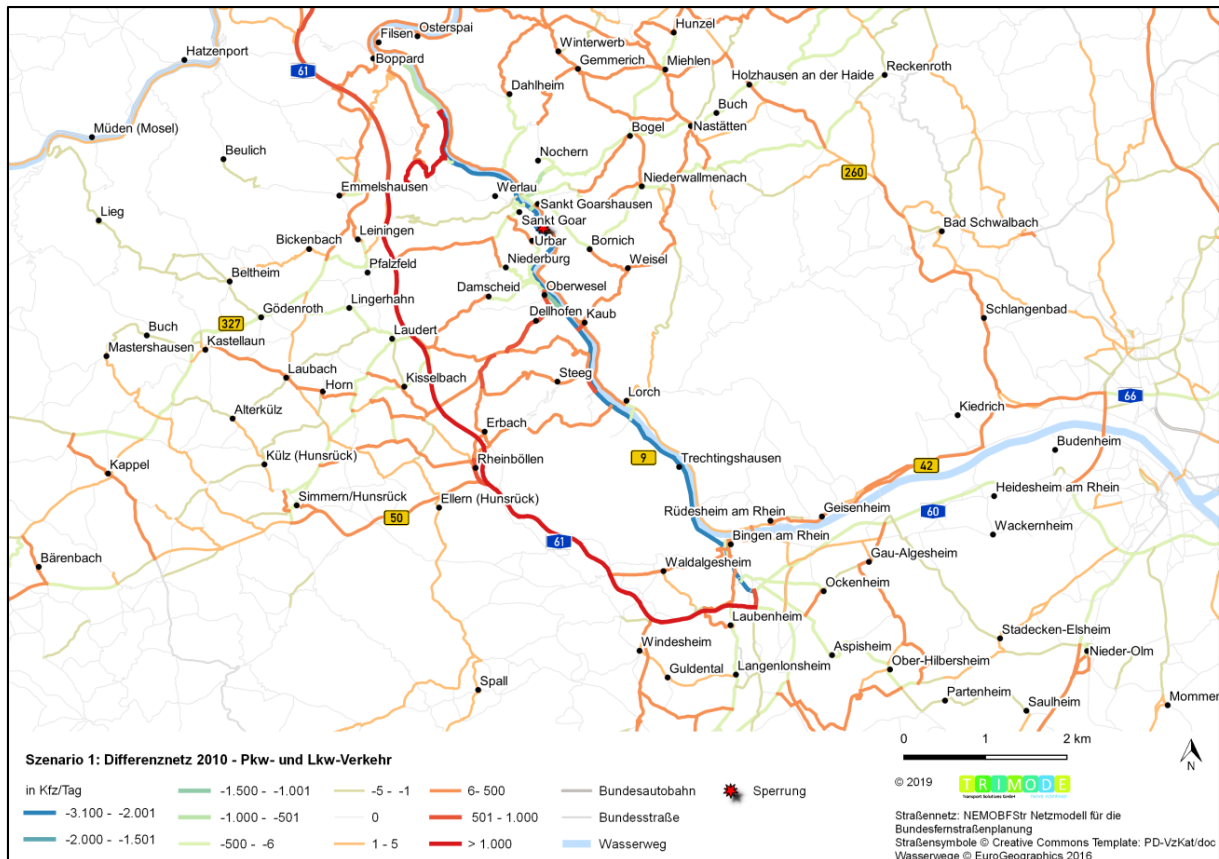 Hunzel
Osterspai
Filsen
Winterwerb
Hatzenport
Boppard
Gemmerich
Miehlen
Reckenroth
61
Holzhausen an der Haide
Dahlheim
Buch
Müden (Mosel)
Bogel
Nastätten
Beulich
Nochern
260
Niederwallmenach
Emmelshausen
Werlau
Sankt Goarshausen
Lieg
Sankt Goar
Bad Schwalbach
Leiningen
Urbar
Bornich
Bickenbach
Niederburg
Weisel
Pfalzfeld
Beltheim
Damscheid
Oberwesel
Lingerhahn
Gödenroth
Dellhofen
Kaub
Schlangenbad
327
Buch
Laudert
Kastellaun
Mastershausen
Laubach
Steeg
Kisselbach
Horn
Lorch
66
Alterkülz
Kiedrich
Erbach
Budenheim
9
42
Külz (Hunsrück)
Rheinböllen
Trechtingshausen
Kappel
Heidesheim am Rhein
Simmern/Hunsrück
Ellern (Hunsrück)
60
50
Rüdesheim am Rhein
Geisenheim
Wackernheim
61
Bingen am Rhein
Gau-Algesheim
Bärenbach
Waldalgesheim
Ockenheim
Laubenheim
Stadecken-Elsheim
Windesheim
Aspisheim
Nieder-Olm
Guldental
Langenlonsheim
Ober-Hilbersheim
Spall
Partenheim
Saulheim
Mommer
Szenario 1: Differenznetz 2010 - Pkw- und Lkw-Verkehr
in Kfz/Tag
-3.100 - -2.001
-2.000 - -1.501
-1.500 - -1.001
-1.000 - -501
-500 - -6
-5 - -1
0
1 - 5
6- 500
501 - 1.000
> 1.000
Bundesautobahn
Bundesstraße
Wasserweg
Sperrung
0 1 2 km
N
© 2019
TRIMODE
Transport Solutions GmbH
Straßennetz: NEMOBFStr Netzmodell für die
Bundesfernstraßenplanung
Straßensymbole © Creative Commons Template: PD-VzKat/doc
Wasserwege © EuroGeographics 2016